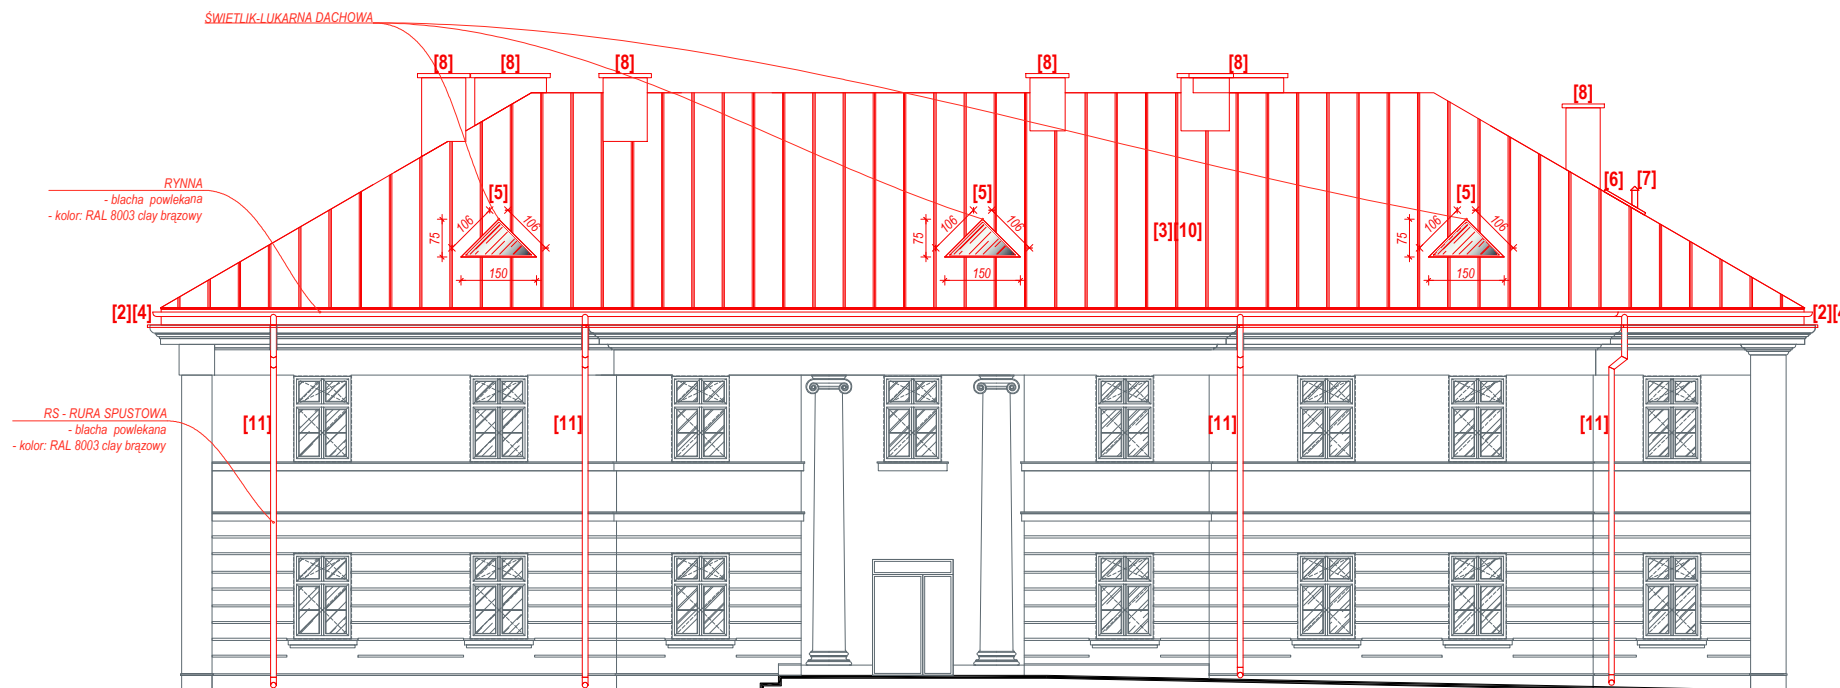 ŚWIETLIK-LUKARNA DACHOWA
[8] [8] [8] [8] [8]
[8]
RYNNA
- blacha powlekana
- kolor: RAL 8003 clay brązowy
[5] [5] [5] [6] [7]
75 106 106 75 106 106 75 106 106
[3][10]
150 150 150
[2][4] [2][4
RS - RURA SPUSTOWA
- blacha powlekana
- kolor: RAL 8003 clay brązowy
[11] [11] [11] [11]